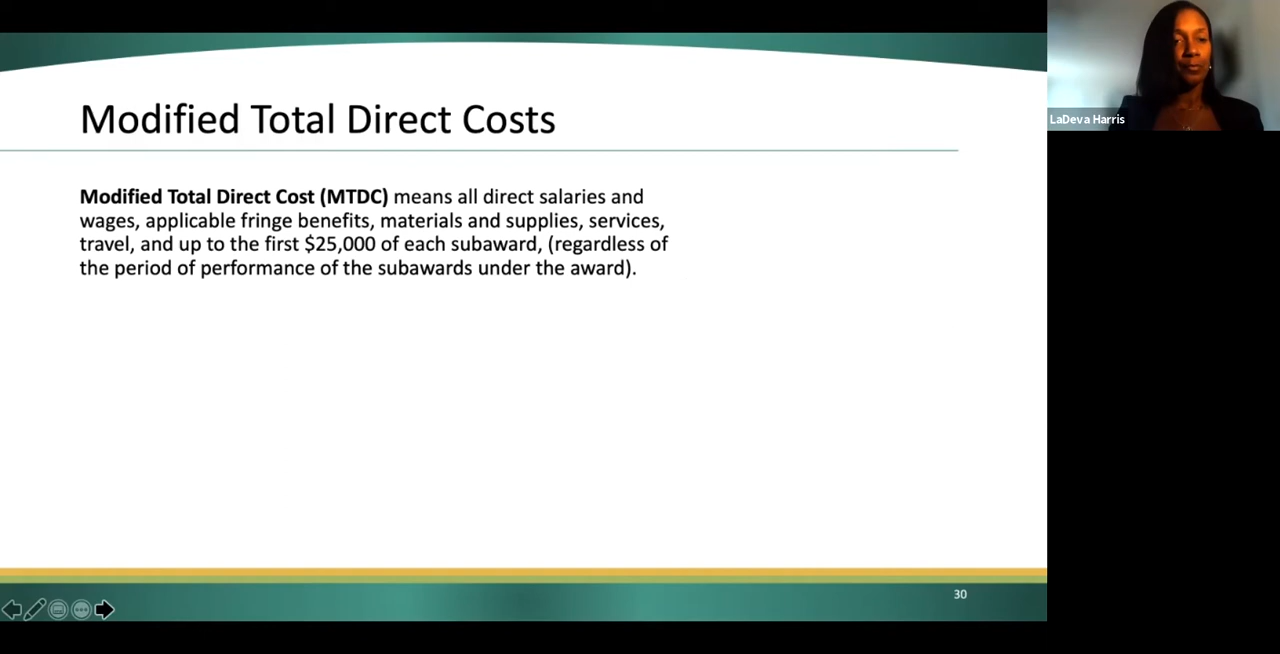 Modified Total Direct Costs
LaDeva Harris
Modified Total Direct Cost (MTDC) means all direct salaries and
wages, applicable fringe benefits, materials and supplies, services,
travel, and up to the first $25,000 of each subaward, (regardless of
the period of performance of the subawards under the award).
30